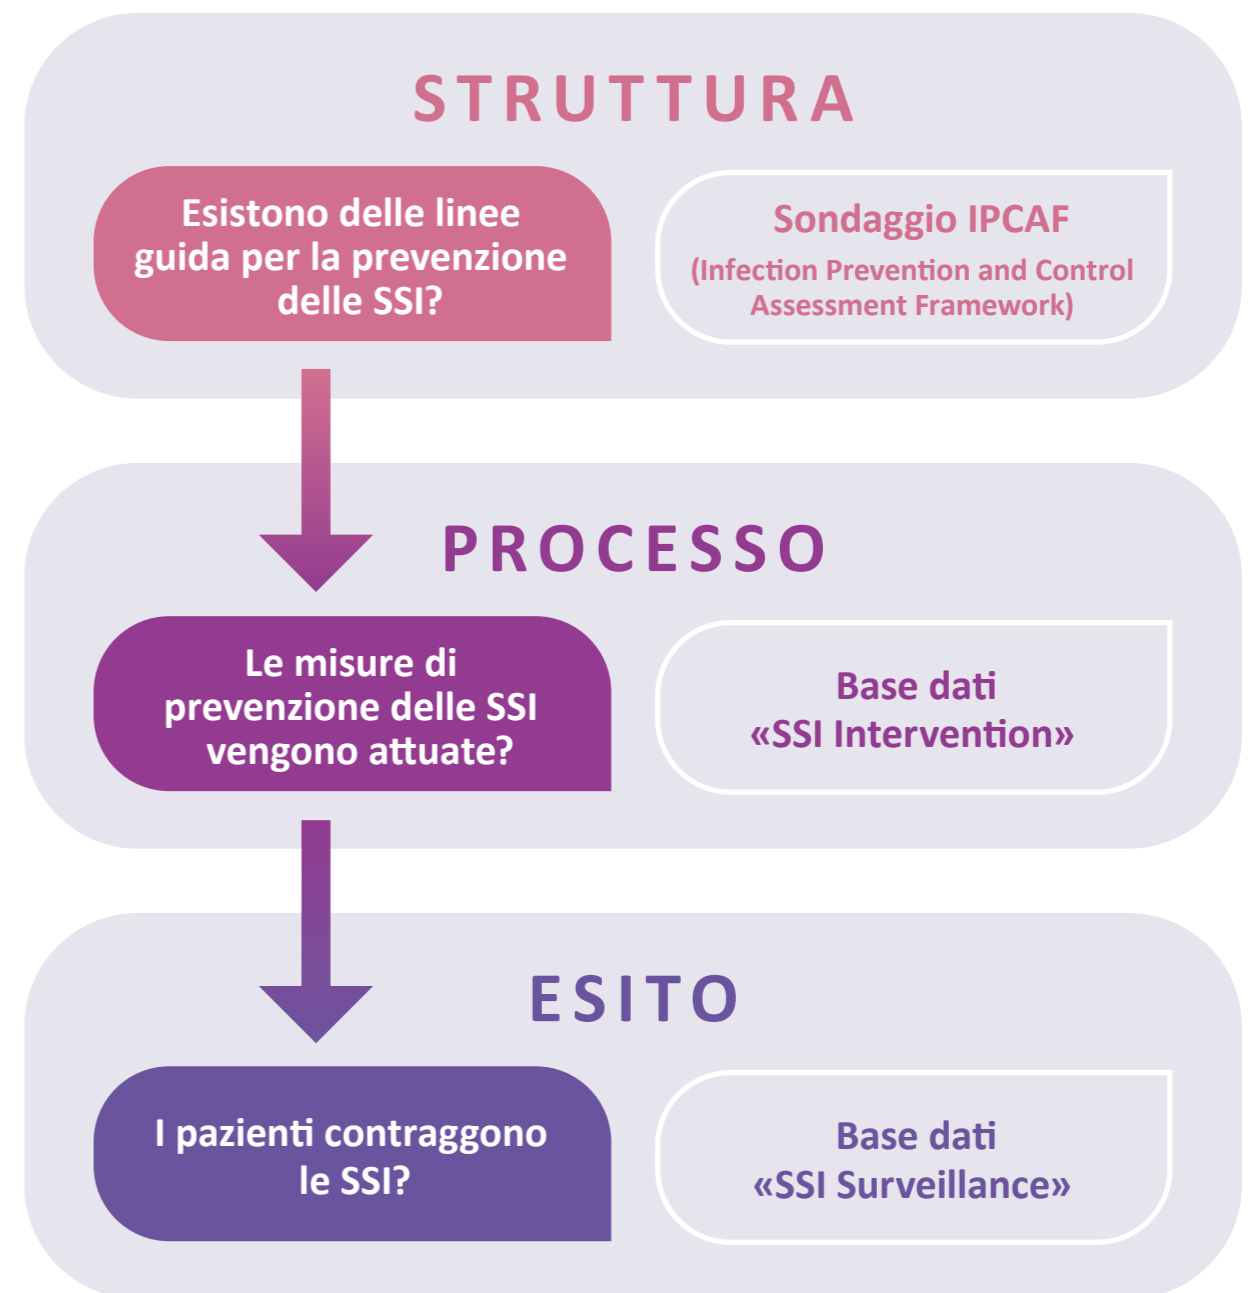 STRUTTURA
Esistono delle linee
guida per la prevenzione
delle SSI?
Sondaggio IPCAF
(Infection Prevention and Control
Assessment Framework)
PROCESSO
Le misure di
prevenzione delle SSI
vengono attuate?
Base dati
«SSI Intervention»
ESITO
I pazienti contraggono
le SSI?
Base dati
«SSI Surveillance»